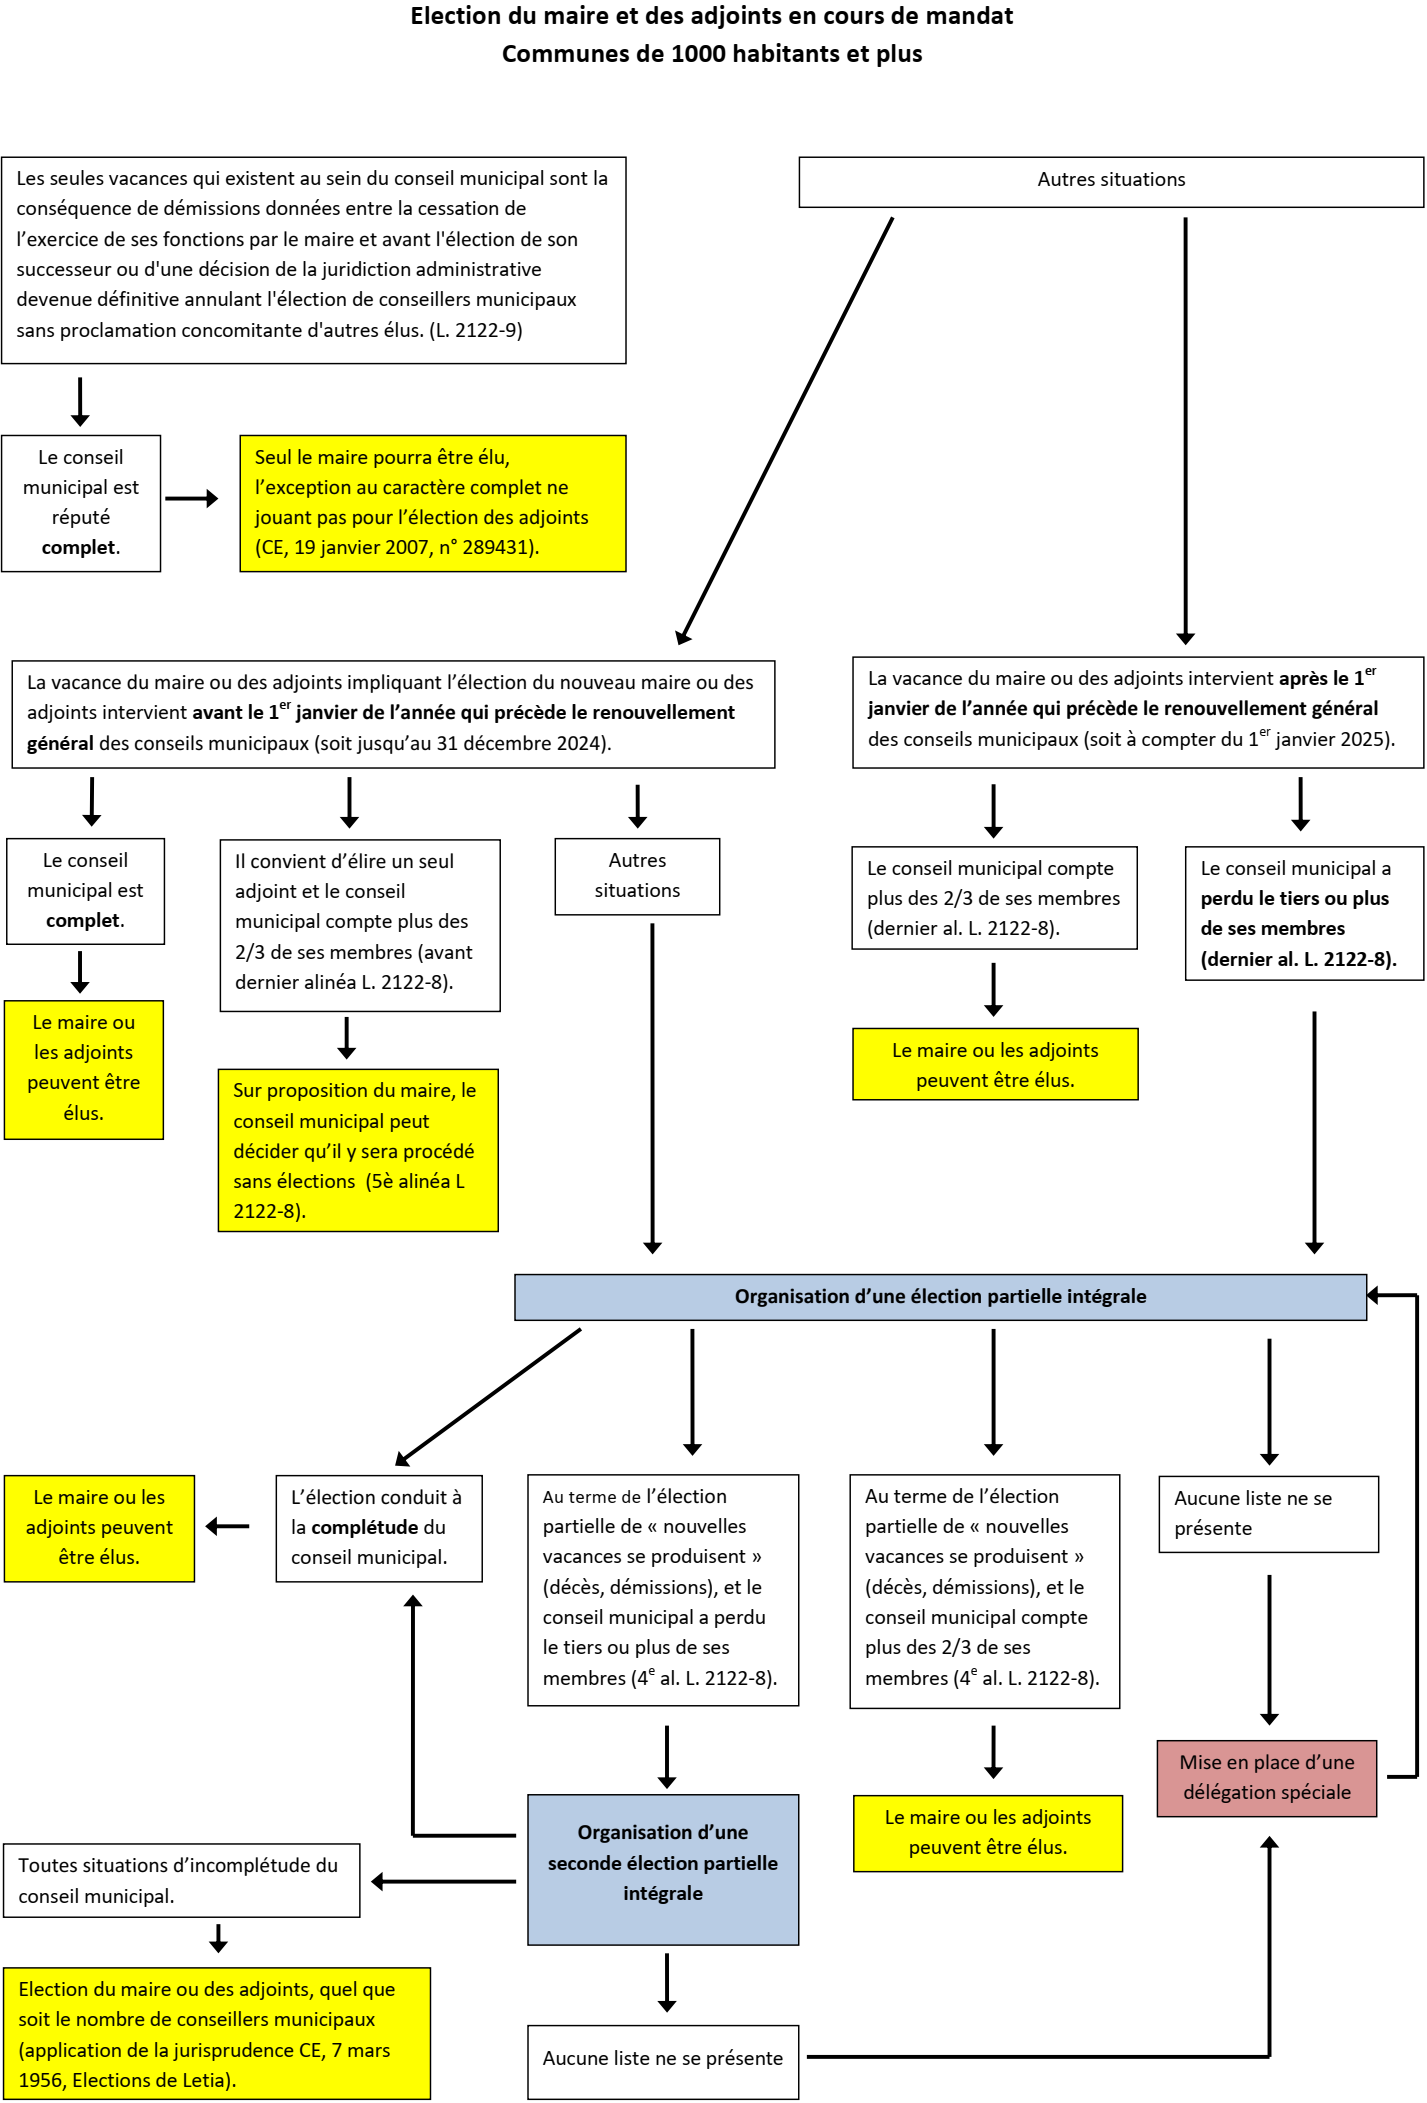 Election du maire et des adjoints en cours de mandat
Communes de 1000 habitants et plus
Les seules vacances qui existent au sein du conseil municipal sont la
conséquence de démissions données entre la cessation de
l’exercice de ses fonctions par le maire et avant l'élection de son
successeur ou d'une décision de la juridiction administrative
devenue définitive annulant l'élection de conseillers municipaux
sans proclamation concomitante d'autres élus. (L. 2122-9)
Autres situations
Le conseil
municipal est
réputé
complet.
Seul le maire pourra être élu,
l’exception au caractère complet ne
jouant pas pour l’élection des adjoints
(CE, 19 janvier 2007, n° 289431).
La vacance du maire ou des adjoints impliquant l’élection du nouveau maire ou des
adjoints intervient avant le 1er janvier de l’année qui précède le renouvellement
général des conseils municipaux (soit jusqu’au 31 décembre 2024).
La vacance du maire ou des adjoints intervient après le 1er
janvier de l’année qui précède le renouvellement général
des conseils municipaux (soit à compter du 1er janvier 2025).
Le conseil
municipal est
complet.
Il convient d’élire un seul
adjoint et le conseil
municipal compte plus des
2/3 de ses membres (avant
dernier alinéa L. 2122-8).
Autres
situations
Le conseil municipal compte
plus des 2/3 de ses membres
(dernier al. L. 2122-8).
Le conseil municipal a
perdu le tiers ou plus
de ses membres
(dernier al. L. 2122-8).
Le maire ou
les adjoints
peuvent être
élus.
Sur proposition du maire, le
conseil municipal peut
décider qu’il y sera procédé
sans élections  (5è alinéa L
2122-8).
Le maire ou les adjoints
peuvent être élus.
Organisation d’une élection partielle intégrale
Le maire ou les
adjoints peuvent
être élus.
L’élection conduit à
la complétude du
conseil municipal.
Au terme de l’élection
partielle de « nouvelles
vacances se produisent »
(décès, démissions), et le
conseil municipal a perdu
le tiers ou plus de ses
membres (4e al. L. 2122-8).
Au terme de l’élection
partielle de « nouvelles
vacances se produisent »
(décès, démissions), et le
conseil municipal compte
plus des 2/3 de ses
membres (4e al. L. 2122-8).
Aucune liste ne se
présente
Mise en place d’une
délégation spéciale
Organisation d’une
seconde élection partielle
intégrale
Le maire ou les adjoints
peuvent être élus.
Toutes situations d’incomplétude du
conseil municipal.
Election du maire ou des adjoints, quel que
soit le nombre de conseillers municipaux
(application de la jurisprudence CE, 7 mars
1956, Elections de Letia).
Aucune liste ne se présente